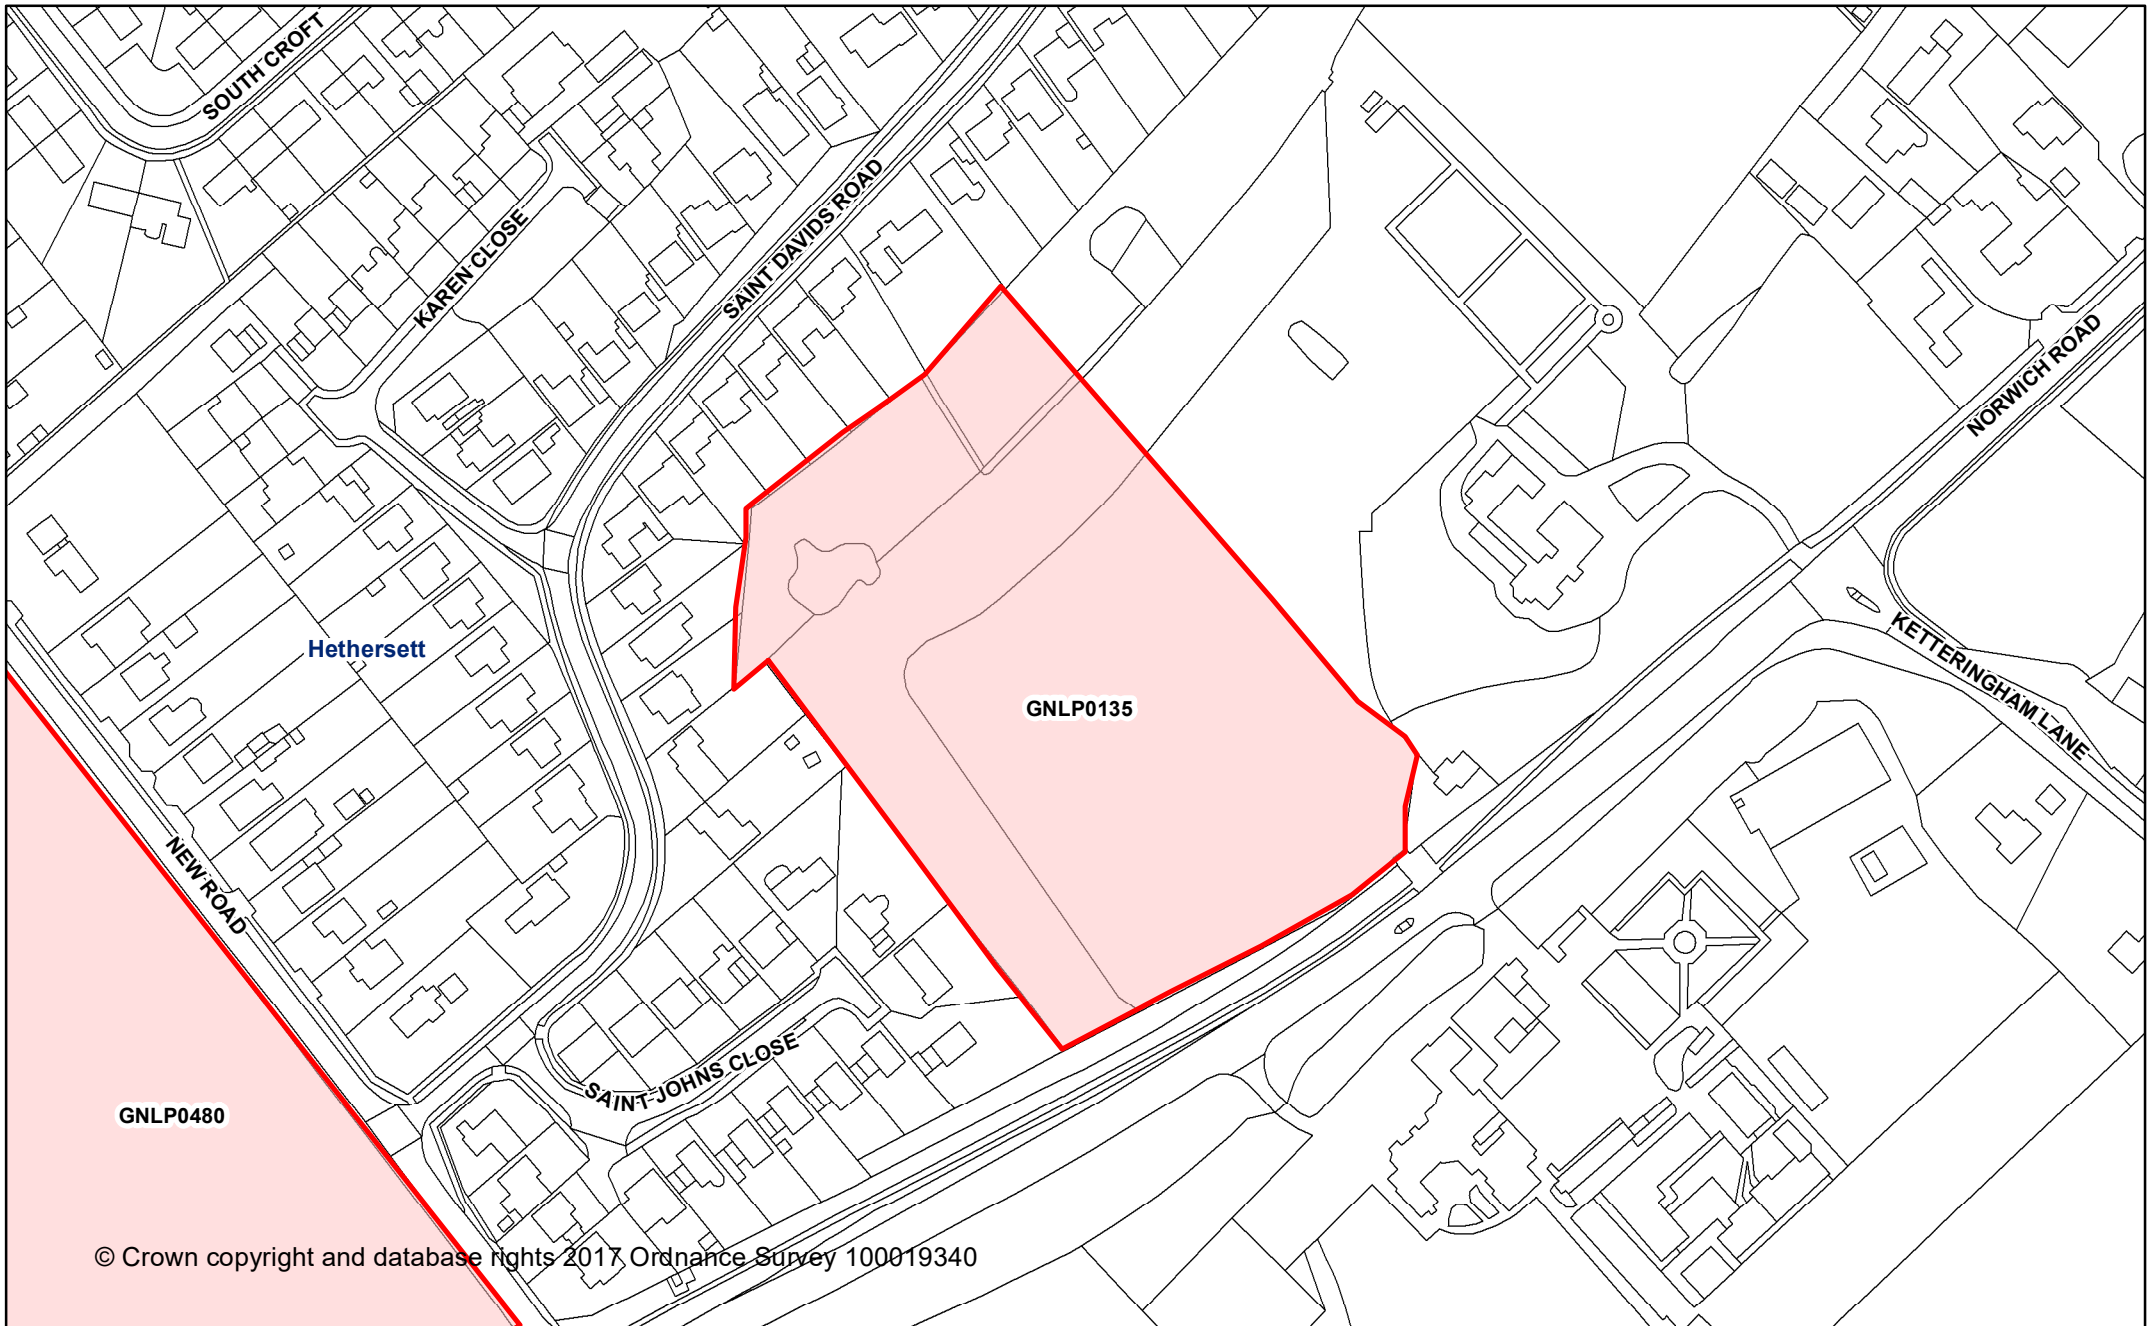 SOUTH CROFT
KAREN CLOSE
SAINT DAVIDS ROAD
NORWICH ROAD
KETTERINGHAM LANE
Hethersett
GNLP0135
NEW ROAD
SAINT JOHNS CLOSE
GNLP0480
© Crown copyright and database rights 2017 Ordnance Survey 100019340